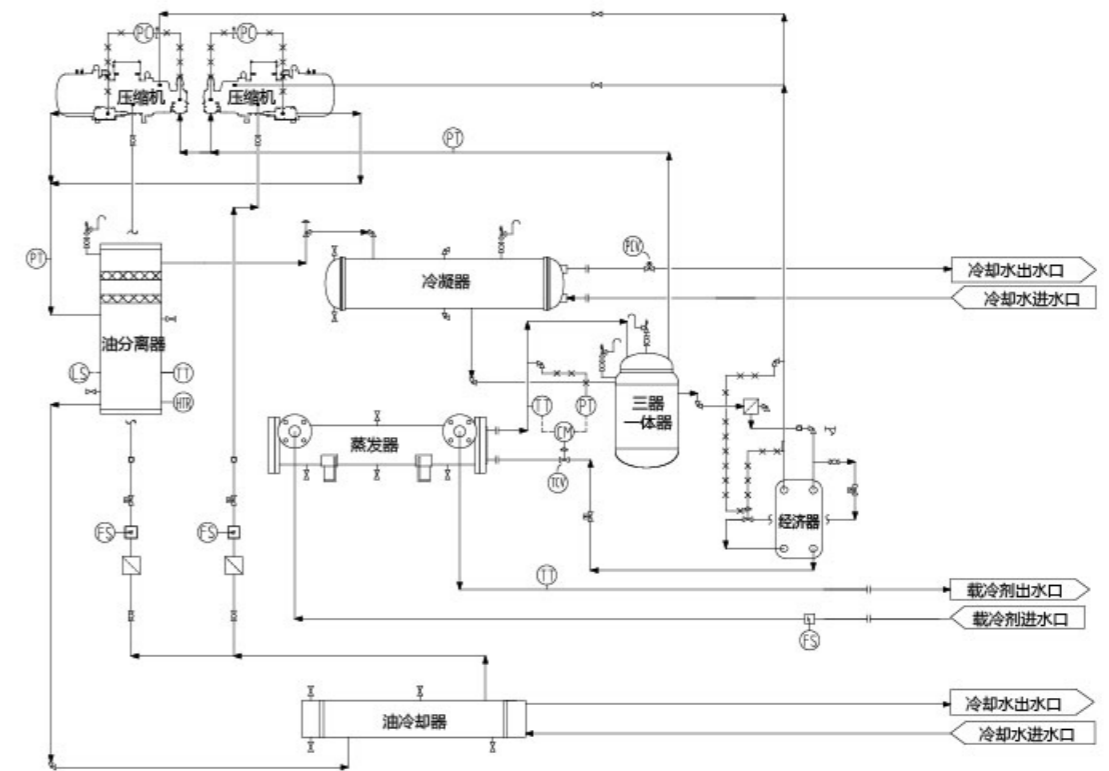 PC
PC
压缩机
压缩机
PT
PT
PCV
冷却水出水口
冷凝器
冷却水进水口
油分离器
LS
TT
HTR
三器
一体器
TT
PT
CM
蒸发器
TCV
经济器
FS
FS
TT
载冷剂出水口
载冷剂进水口
FS
冷却水出水口
油冷却器
冷却水进水口